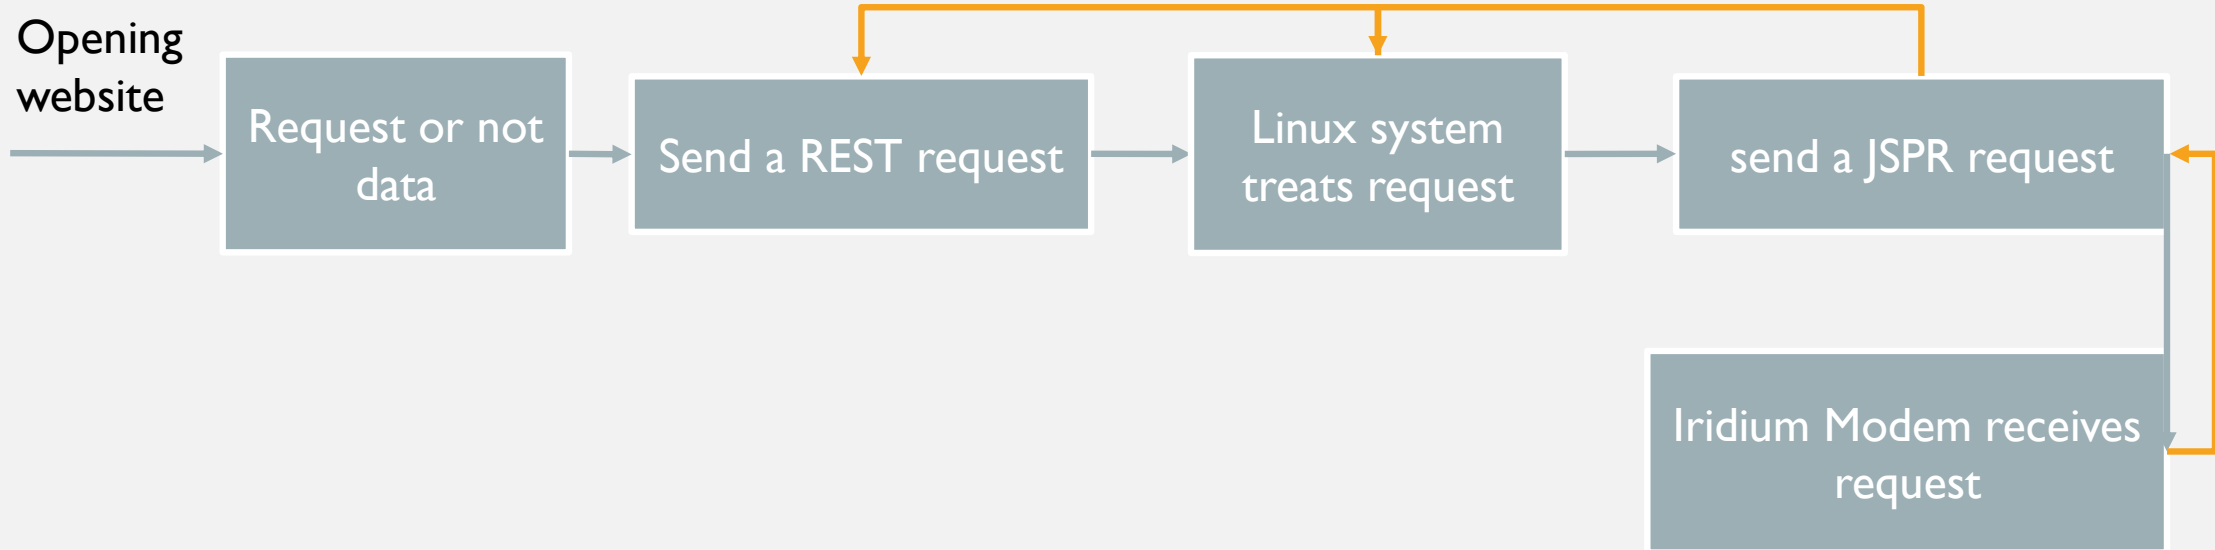 Opening
website
Request or not
data
Send a REST request
Linux system
treats request
send a JSPR request
Iridium Modem receives
request